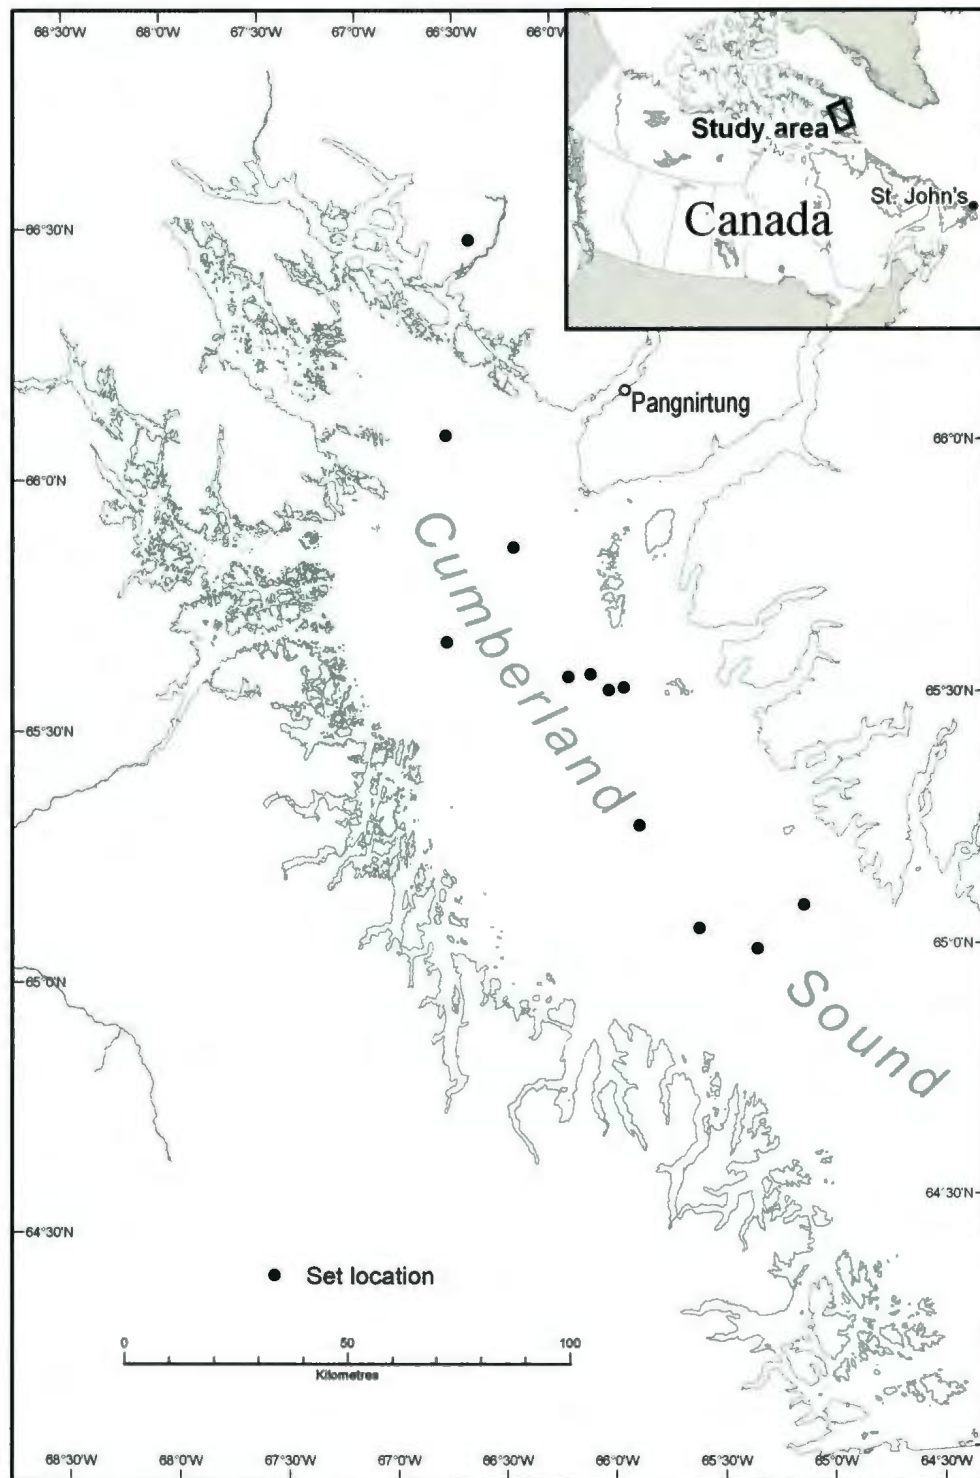 68°30'W 68°0'W 67°30'W 67°0'W 66°30'W 66°0'W
Study area
St. John's
Canada
66°30'N
Pangnirtung
66°0'N
66°0'N
Cumberland
65°30'N
65°30'N
65°0'N
65°0'N
Sound
64°30'N
64°30'N
Set location
0 50 100
Kilometres
68°30'W 68°0'W 67°30'W 67°0'W 66°30'W 66°0'W 65°30'W 65°0'W 64°30'W